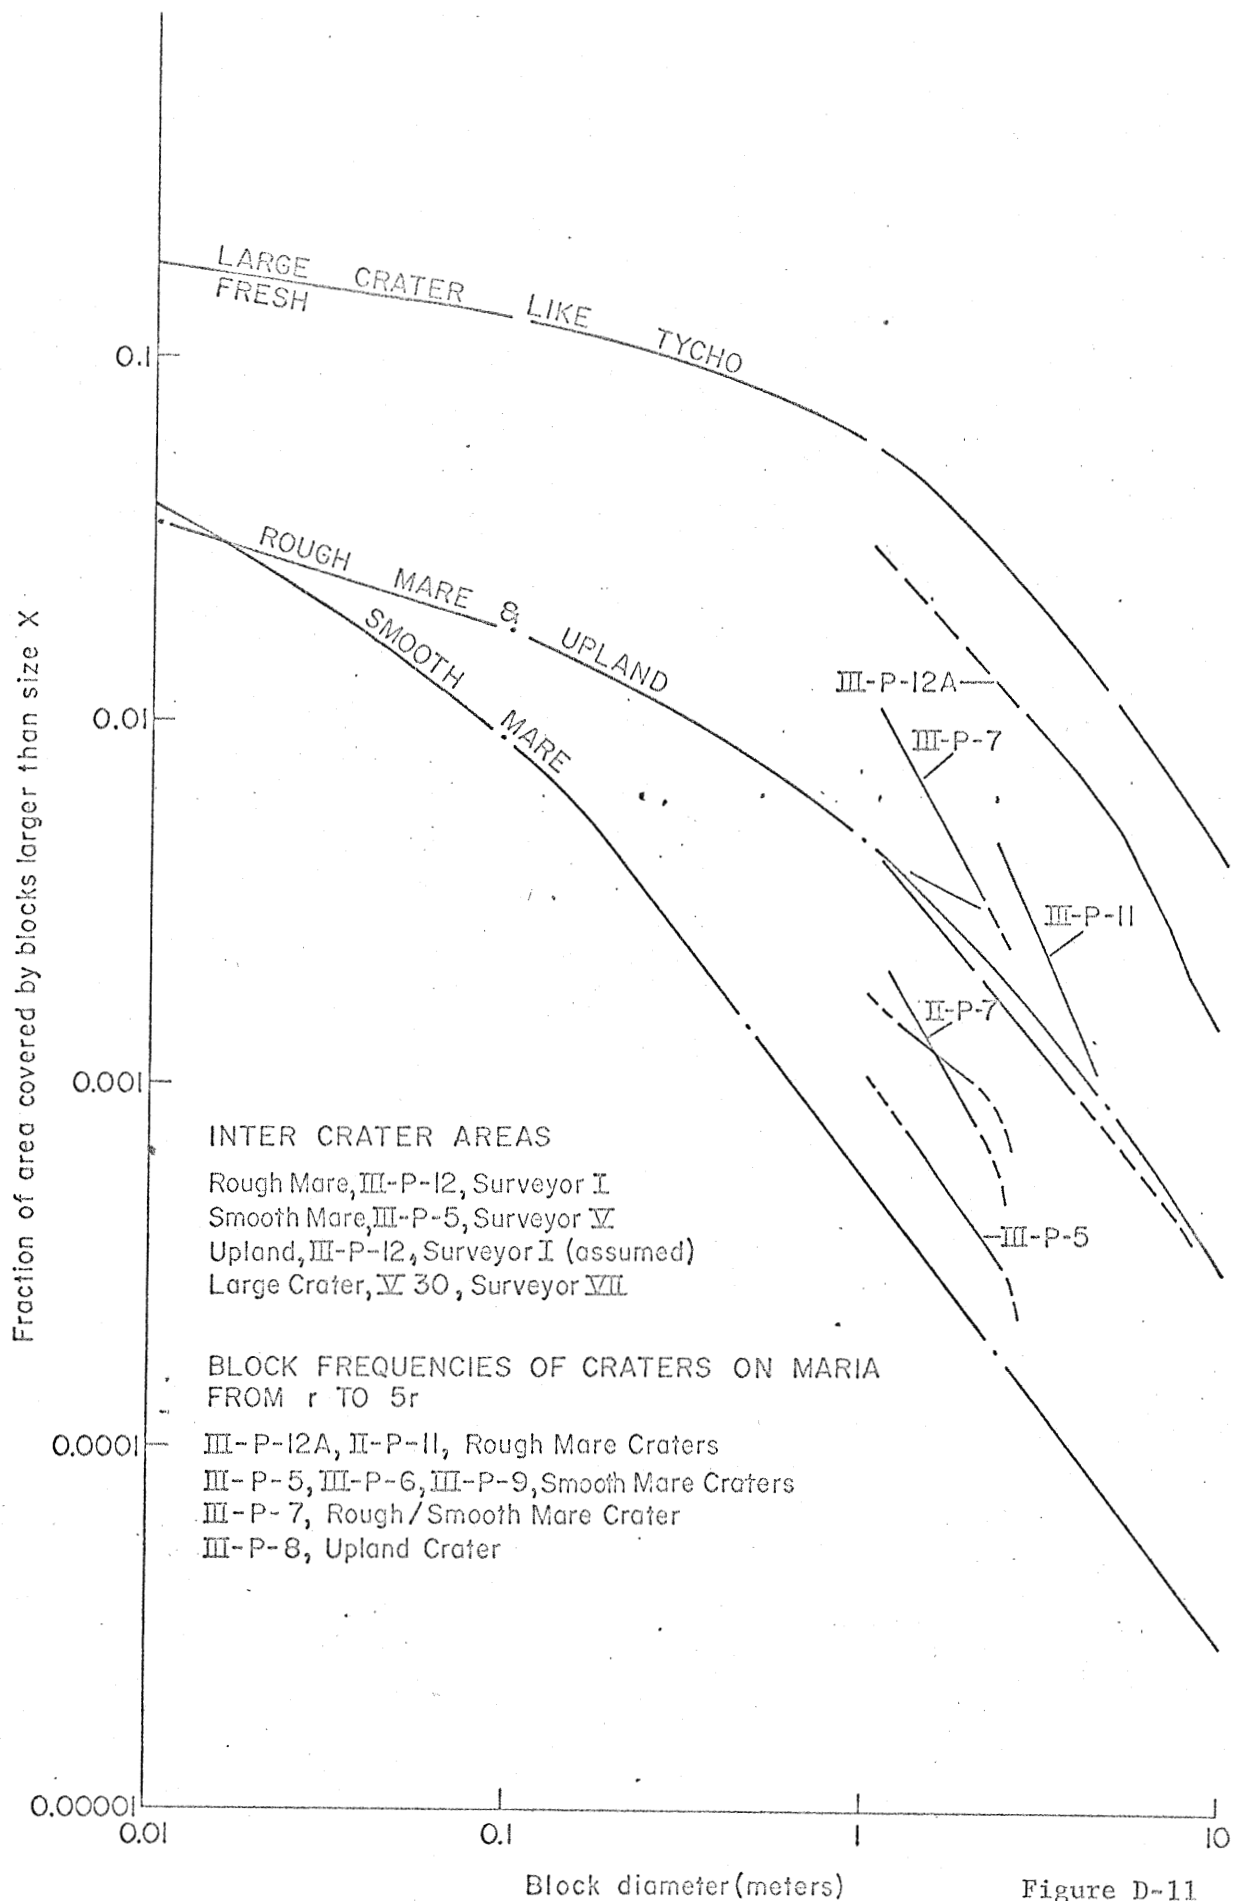 LARGE CRATER LIKE TYCHO
FRESH
0.1
ROUGH MARE & UPLAND
SMOOTH MARE
III-P-12A
0.01
III-P-7
III-P-11
II-P-7
0.001
III-P-5
Fraction of area covered by blocks larger than size X
INTER CRATER AREAS
Rough Mare, III-P-12, Surveyor I
Smooth Mare, III-P-5, Surveyor V
Upland, III-P-12, Surveyor I (assumed)
Large Crater, V 30, Surveyor VII
BLOCK FREQUENCIES OF CRATERS ON MARIA
FROM r TO 5r
0.0001
III-P-12A, II-P-11, Rough Mare Craters
III-P-5, III-P-6, III-P-9, Smooth Mare Craters
III-P-7, Rough/Smooth Mare Crater
III-P-8, Upland Crater
0.00001
0.01 0.1 1 10
Block diameter (meters)
Figure D-11